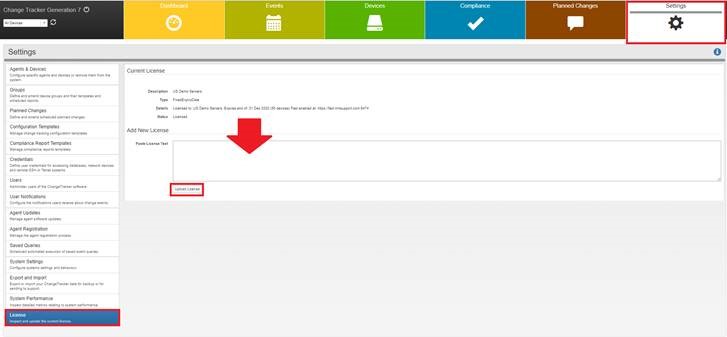 Change Tracker Generation 7
All Devices
Dashboard
Events
Devices
Compliance
Planned Changes
Settings
Settings
Agents & Devices
Configure specific agents and devices or remove them from the system.
Groups
Define and amend device groups and their templates and scheduled reports.
Planned Changes
Define and amend scheduled planned changes.
Configuration Templates
Manage change tracking configuration templates.
Compliance Report Templates
Manage compliance reports templates.
Credentials
Define user credentials for accessing databases, network devices and remote SSH or Telnet systems.
Users
Administer users of the ChangeTracker software.
User Notifications
Configure the notifications users receive about change events.
Agent Updates
Manage agent software updates.
Agent Registration
Manage the agent registration process.
Saved Queries
Scheduled automated execution of saved event queries.
System Settings
Configure systems settings and behaviour.
Export and Import
Export or import your ChangeTracker data for backup or for sending to support.
System Performance
Inspect detailed metrics relating to system performance.
License
Inspect and update the current license.
Current License
Description US Demo Servers
Type FixedExpiryDate
Details Licensed to: US Demo Servers. Expires end of: 31 Dec 2020
Status Licensed
Add New License
Paste License Text
Upload License